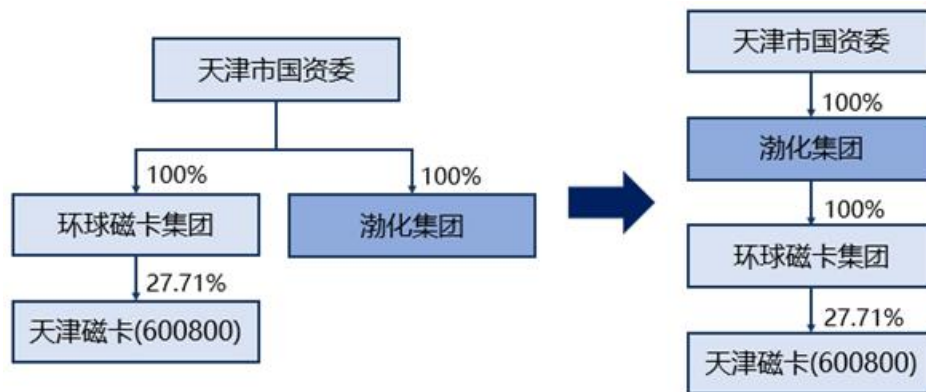 天津市国资委
100%
100%
环球磁卡集团
渤化集团
27.71%
天津磁卡(600800)
天津市国资委
100%
渤化集团
100%
环球磁卡集团
27.71%
天津磁卡(600800)